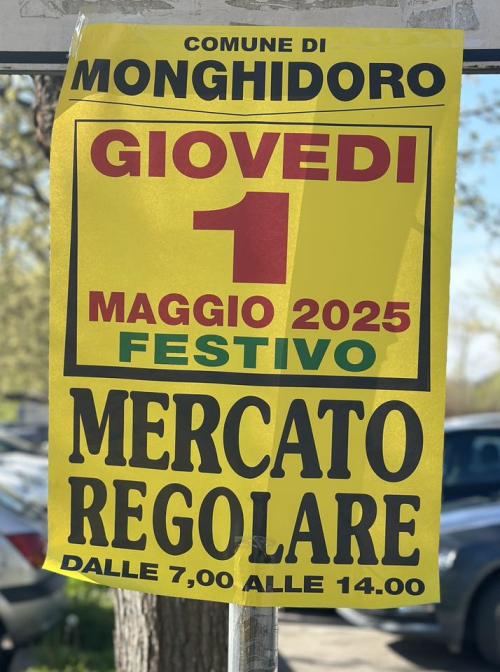 COMUNE DI
MONGHIDORO
GIOVEDI
1
MAGGIO 2025
FESTIVO
MERCATO
REGOLARE
DALLE 7,00 ALLE 14.00